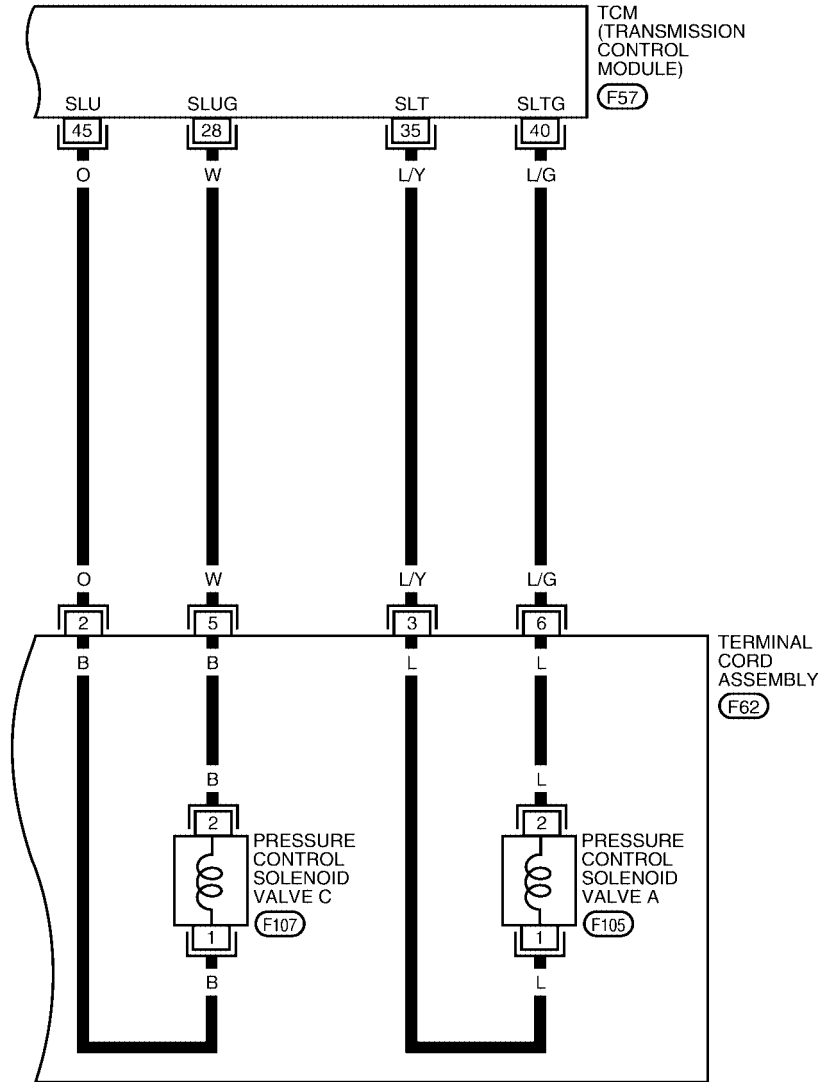 TCM
(TRANSMISSION
CONTROL
MODULE)
F57
SLU SLUG SLT SLTG
45 28 35 40
O W L/Y L/G
O W L/Y L/G
2 5 3 6
B B L L
TERMINAL
CORD
ASSEMBLY
F62
B L
2 2
PRESSURE
CONTROL
SOLENOID
VALVE C
F107
PRESSURE
CONTROL
SOLENOID
VALVE A
F105
1 1
B L